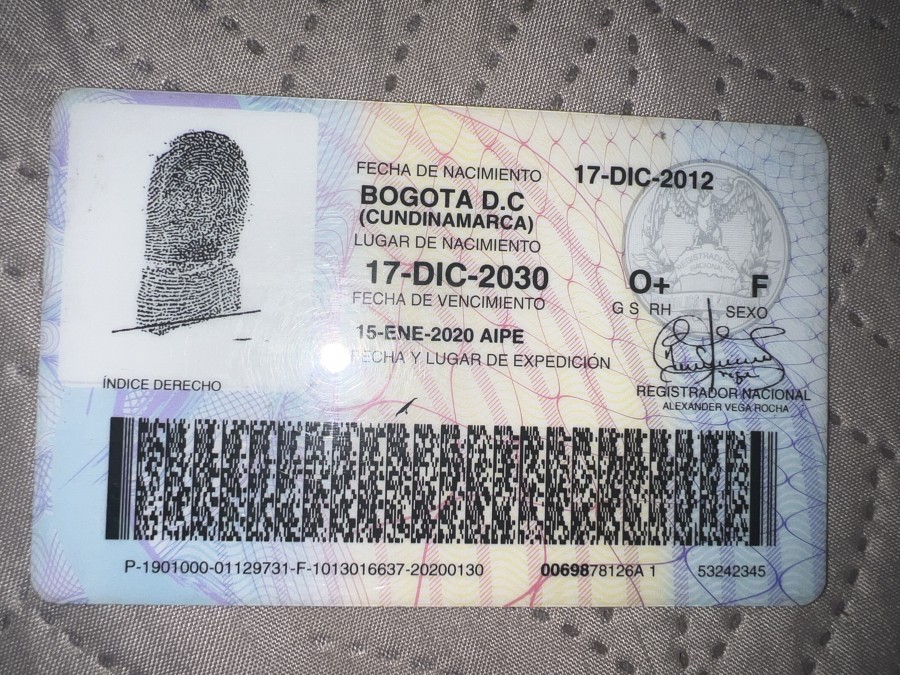 FECHA DE NACIMIENTO 17-DIC-2012
BOGOTA D.C
(CUNDINAMARCA)
LUGAR DE NACIMIENTO
17-DIC-2030 O+ F
FECHA DE VENCIMIENTO G S RH SEXO
15-ENE-2020 AIPE
FECHA Y LUGAR DE EXPEDICIÓN
ÍNDICE DERECHO
REGISTRADOR NACIONAL
ALEXANDER VEGA ROCHA
P-1901000-01129731-F-1013016637-20200130 0069878126A 1 53242345